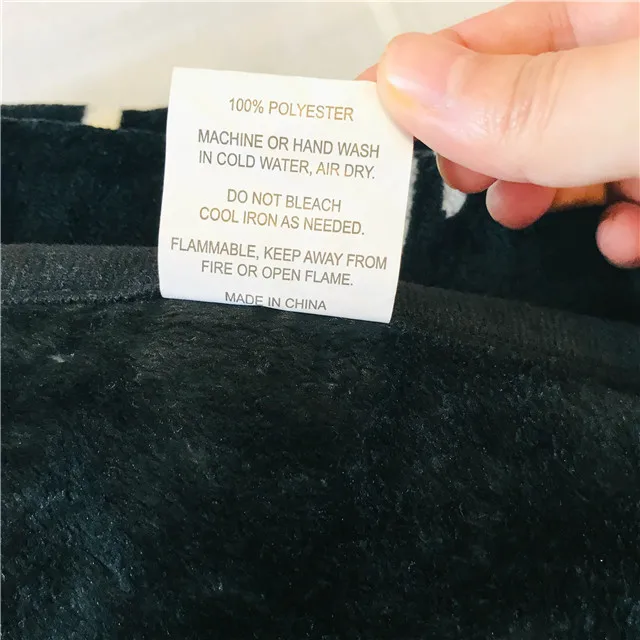 100% POLYESTER
MACHINE OR HAND WASH
IN COLD WATER, AIR DRY.
DO NOT BLEACH
COOL IRON AS NEEDED.
FLAMMABLE, KEEP AWAY FROM
FIRE OR OPEN FLAME.
MADE IN CHINA